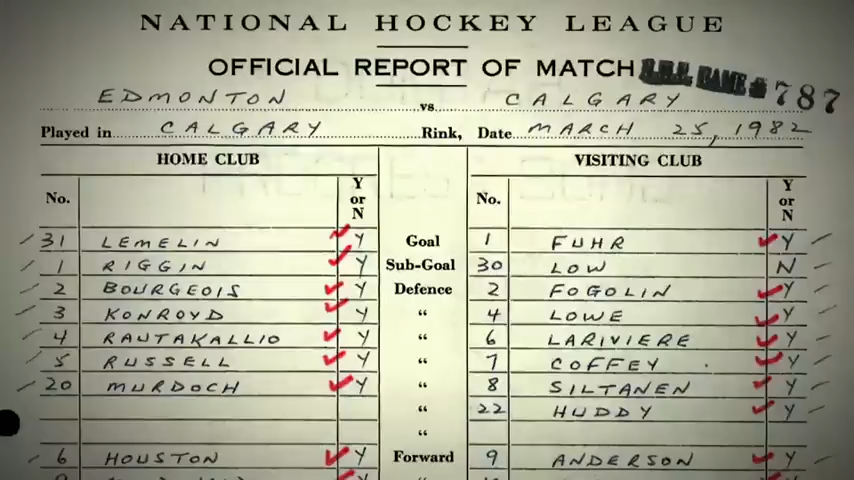 NATIONAL HOCKEY LEAGUE
OFFICIAL REPORT OF MATCH N.H.L. GAME # 787
EDMONTON vs. CALGARY
Played in CALGARY Rink, Date MARCH 25, 1982
HOME CLUB VISITING CLUB
No. Y or N No. Y or N
31 LEMELIN Y Goal 1 FUHR Y
1 RIGGIN Y Sub-Goal 30 LOW N
2 BOURGEOIS Y Defence 2 FOGOLIN Y
3 KONROYD Y “ 4 LOWE Y
4 RAUTAKALLIO Y “ 6 LARIVIERE Y
5 RUSSELL Y “ 7 COFFEY Y
20 MURDOCH Y “ 8 SILTANEN Y
“ 22 HUDDY Y
“
6 HOUSTON Y Forward 9 ANDERSON Y